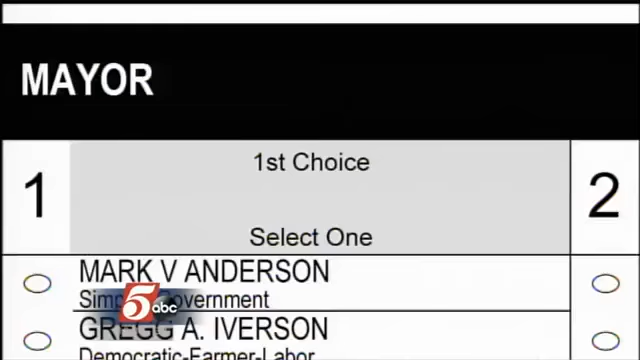 MAYOR
1 1st Choice 2
Select One
MARK V ANDERSON
Government
5 abc
GREGG A. IVERSON
Democratic-Farmer-Labor